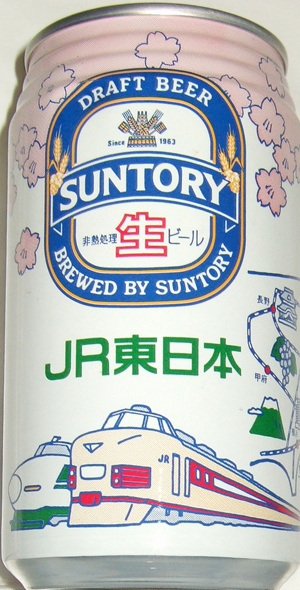 DRAFT BEER
Since 1963
SUNTORY
非熱処理 生 ビール
BREWED BY SUNTORY
JR東日本
長野
甲府
JR